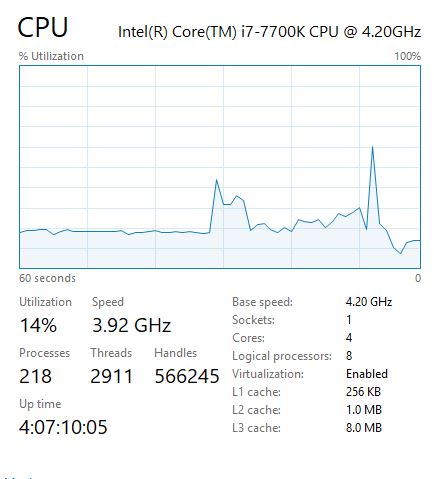 CPU
Intel(R) Core(TM) i7-7700K CPU @ 4.20GHz
% Utilization
100%
60 seconds
0
Utilization
Speed
14%
3.92 GHz
Processes
Threads
Handles
218
2911
566245
Up time
4:07:10:05
Base speed: 4.20 GHz
Sockets: 1
Cores: 4
Logical processors: 8
Virtualization: Enabled
L1 cache: 256 KB
L2 cache: 1.0 MB
L3 cache: 8.0 MB